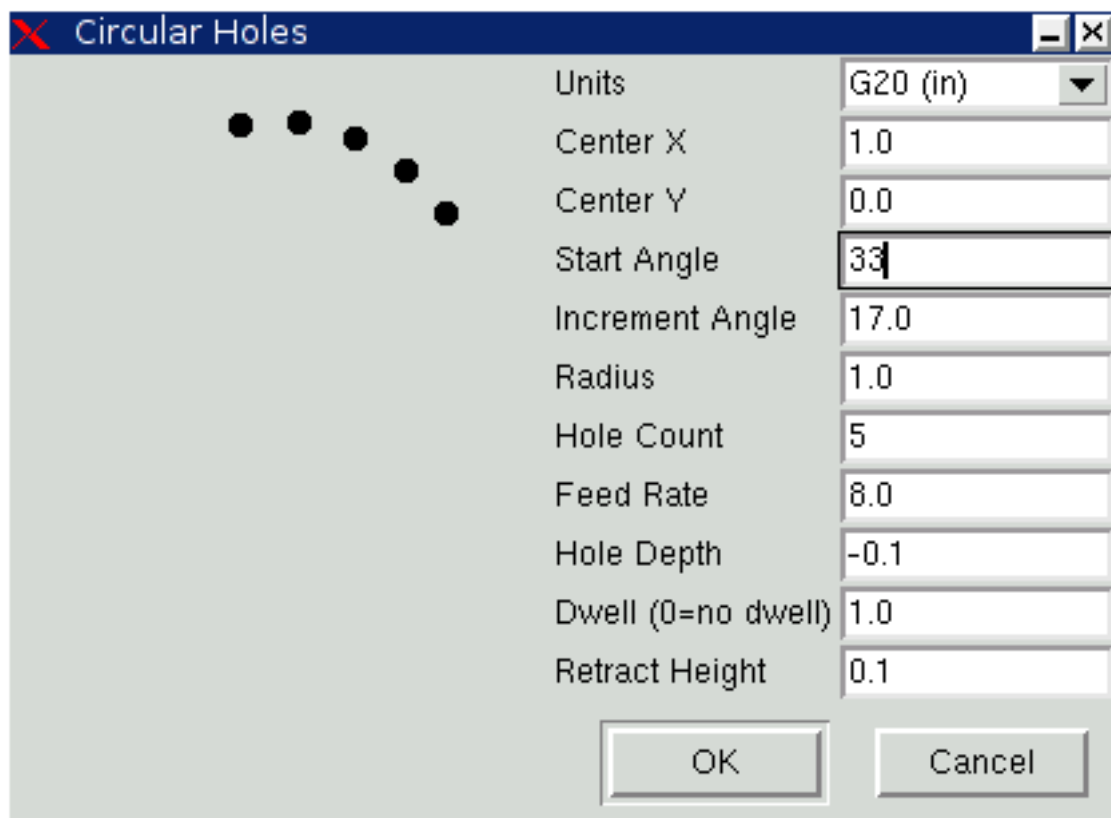 Circular Holes
Units G20 (in)
Center X 1.0
Center Y 0.0
Start Angle 33
Increment Angle 17.0
Radius 1.0
Hole Count 5
Feed Rate 8.0
Hole Depth -0.1
Dwell (0=no dwell) 1.0
Retract Height 0.1
OK Cancel